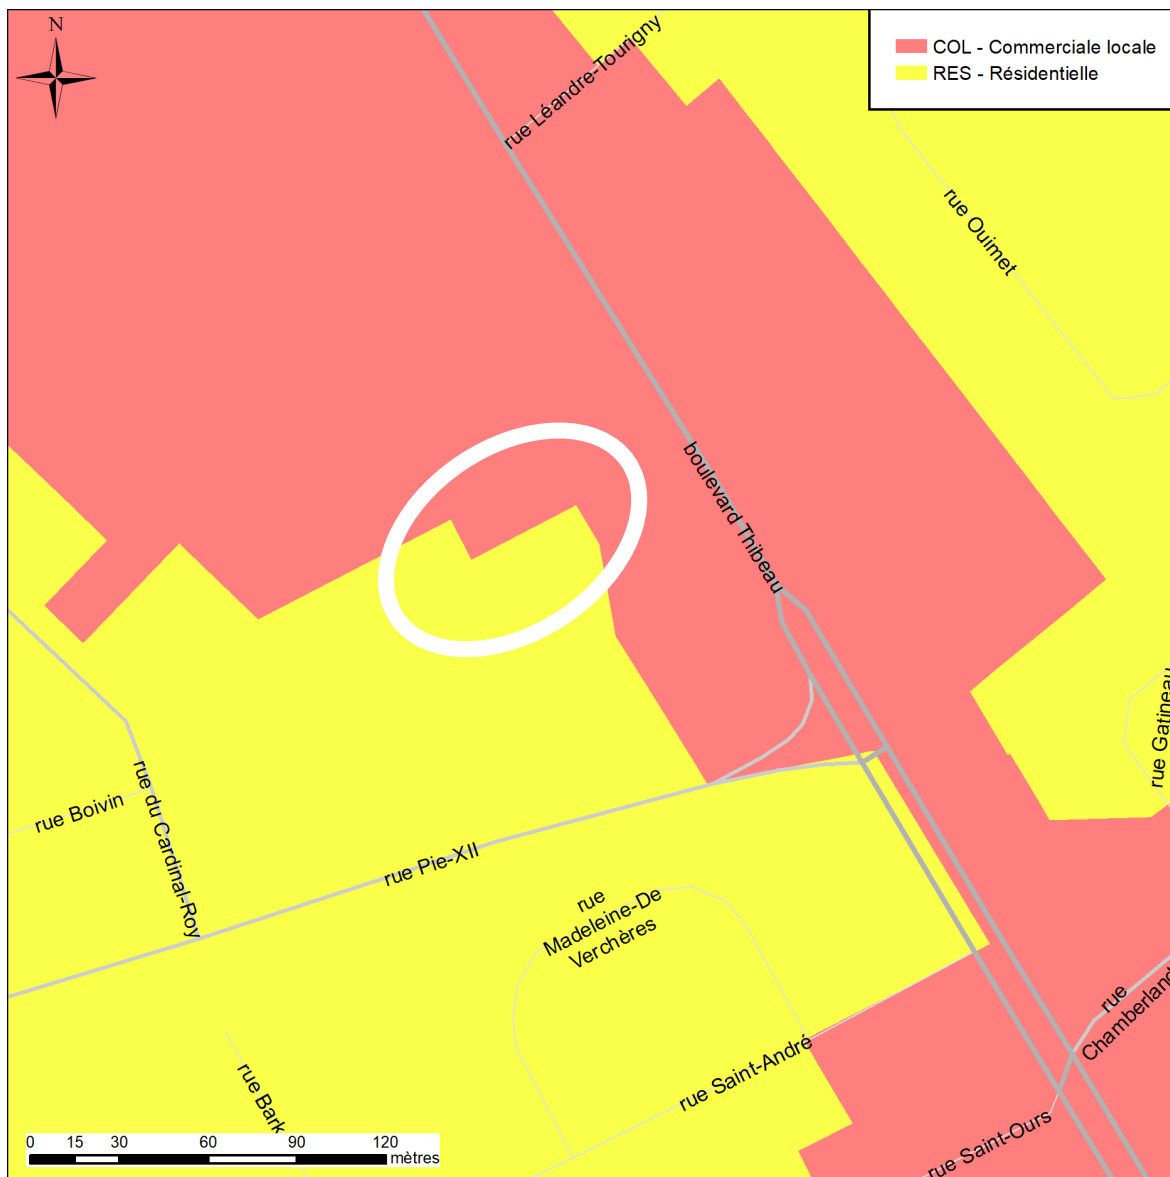 N
COL - Commerciale locale
RES - Résidentielle
rue Léandre-Tourigny
rue Ouimet
boulevard Thibeau
rue Gatineau
rue du Cardinal-Roy
rue Boivin
rue Pie-XII
rue
Madeleine-De
Verchères
rue
Chamberland
rue Saint-André
rue Bark
rue Saint-Ours
0 15 30 60 90 120
mètres